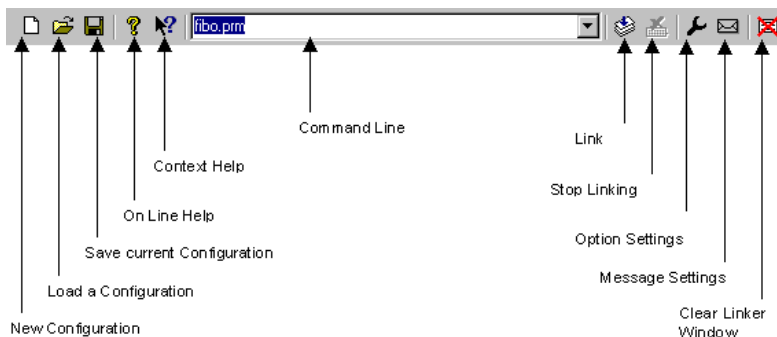 fibo.prm
Command Line
Link
Context Help
Stop Linking
On Line Help
Option Settings
Save current Configuration
Message Settings
Load a Configuration
Clear Linker
Window
New Configuration